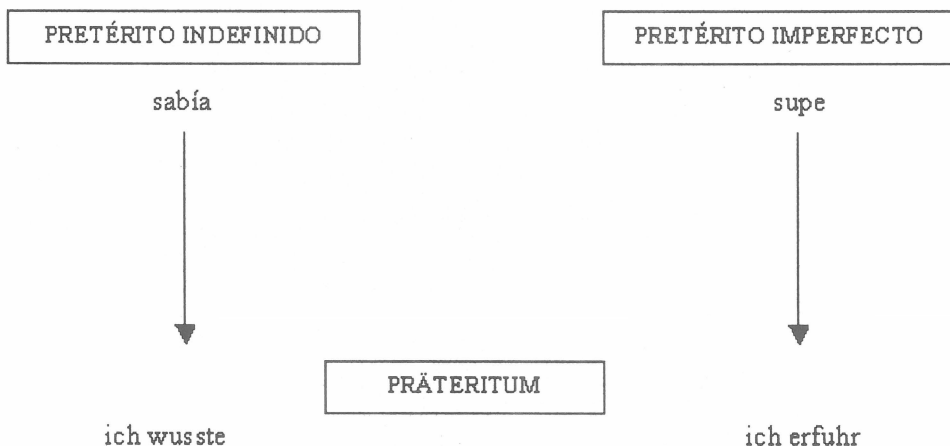 PRETÉRITO INDEFINIDO
PRETÉRITO IMPERFECTO
sabía
supe
PRÄTERITUM
ich wusste
ich erfuhr